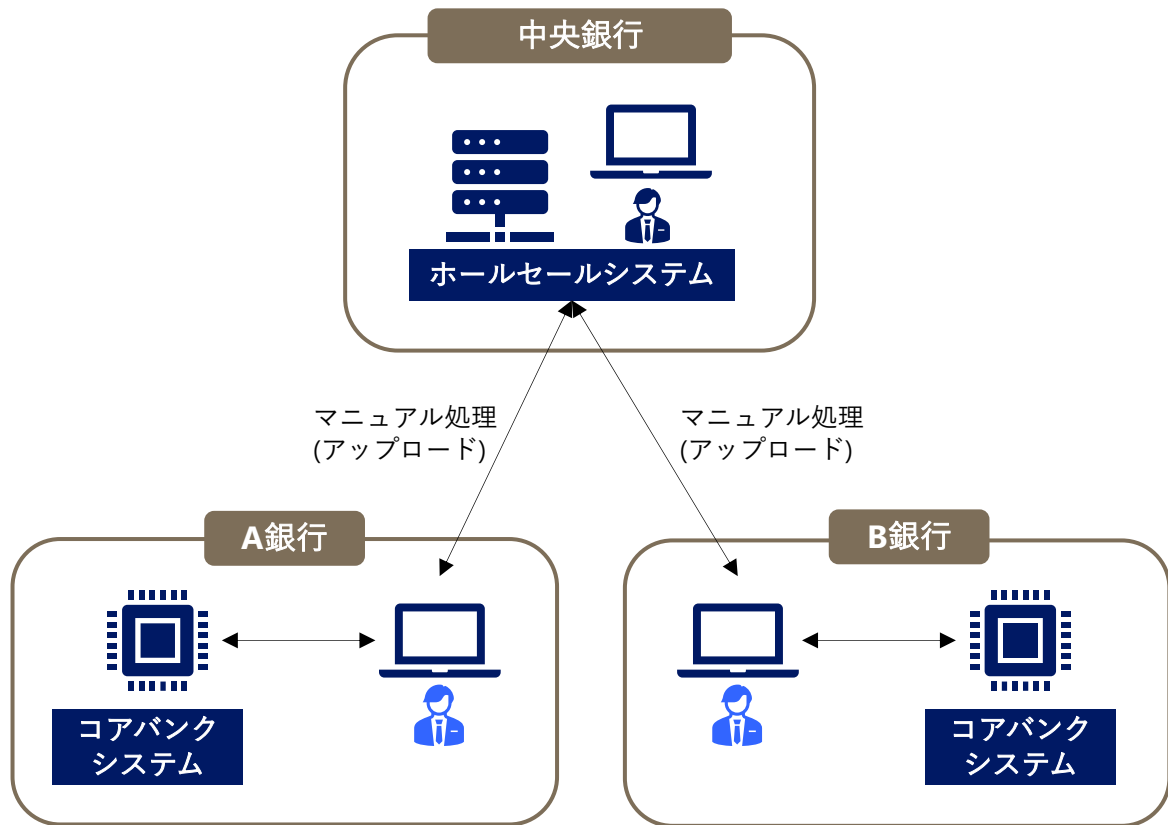 中央銀行
ホールセールシステム
マニュアル処理
(アップロード)
マニュアル処理
(アップロード)
A銀行
B銀行
コアバンク
システム
コアバンク
システム